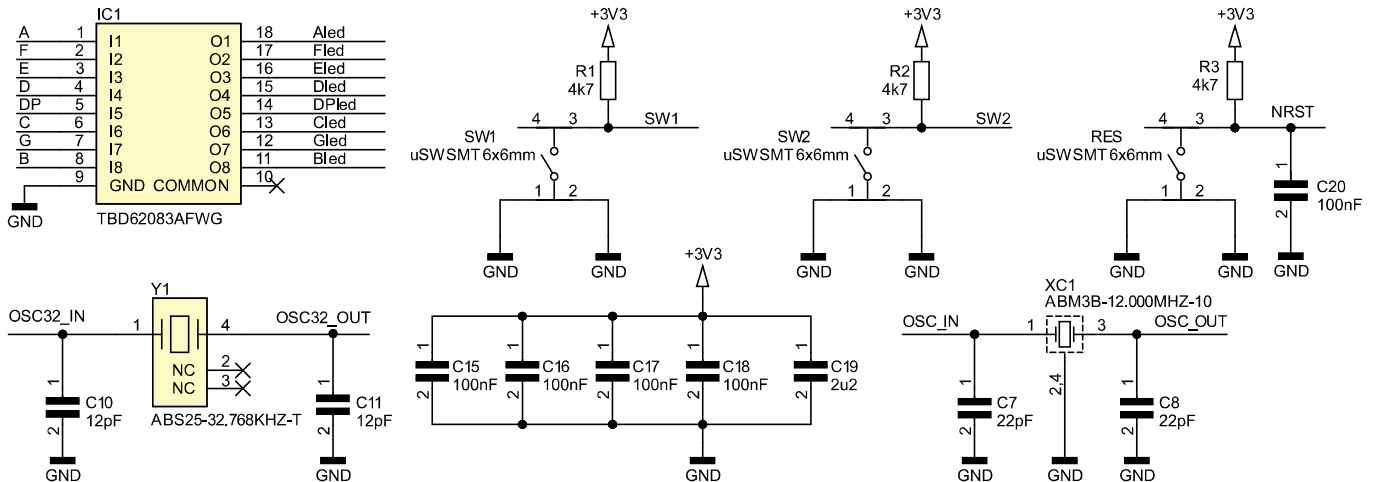 IC1
A 1 I1 O1 18 Aled
F 2 I2 O2 17 Fled
E 3 I3 O3 16 Eled
D 4 I4 O4 15 Dled
DP 5 I5 O5 14 DPled
C 6 I6 O6 13 Cled
G 7 I7 O7 12 Gled
B 8 I8 O8 11 Bled
9 GND COMMON 10
GND
TBD62083AFWG
+3V3
R1
4k7
4 3 SW1
SW1
uSWSMT6x6mm
1 2
GND GND
+3V3
R2
4k7
4 3 SW2
SW2
uSWSMT6x6mm
1 2
GND GND
+3V3
R3
4k7
4 3 NRST
RES
uSWSMT6x6mm
1 2
GND GND
1
C20
100nF
2
GND
Y1
OSC32_IN 1 4 OSC32_OUT
NC 2
NC 3
ABS25-32.768KHZ-T
1
C10
12pF
2
GND
1
C11
12pF
2
GND
+3V3
1 1 1 1 1
C15 C16 C17 C18 C19
100nF 100nF 100nF 100nF 2u2
2 2 2 2 2
GND
XC1
ABM3B-12.000MHZ-10
OSC_IN 1 3 OSC_OUT
2,4
1
C7
22pF
2
GND
GND
1
C8
22pF
2
GND